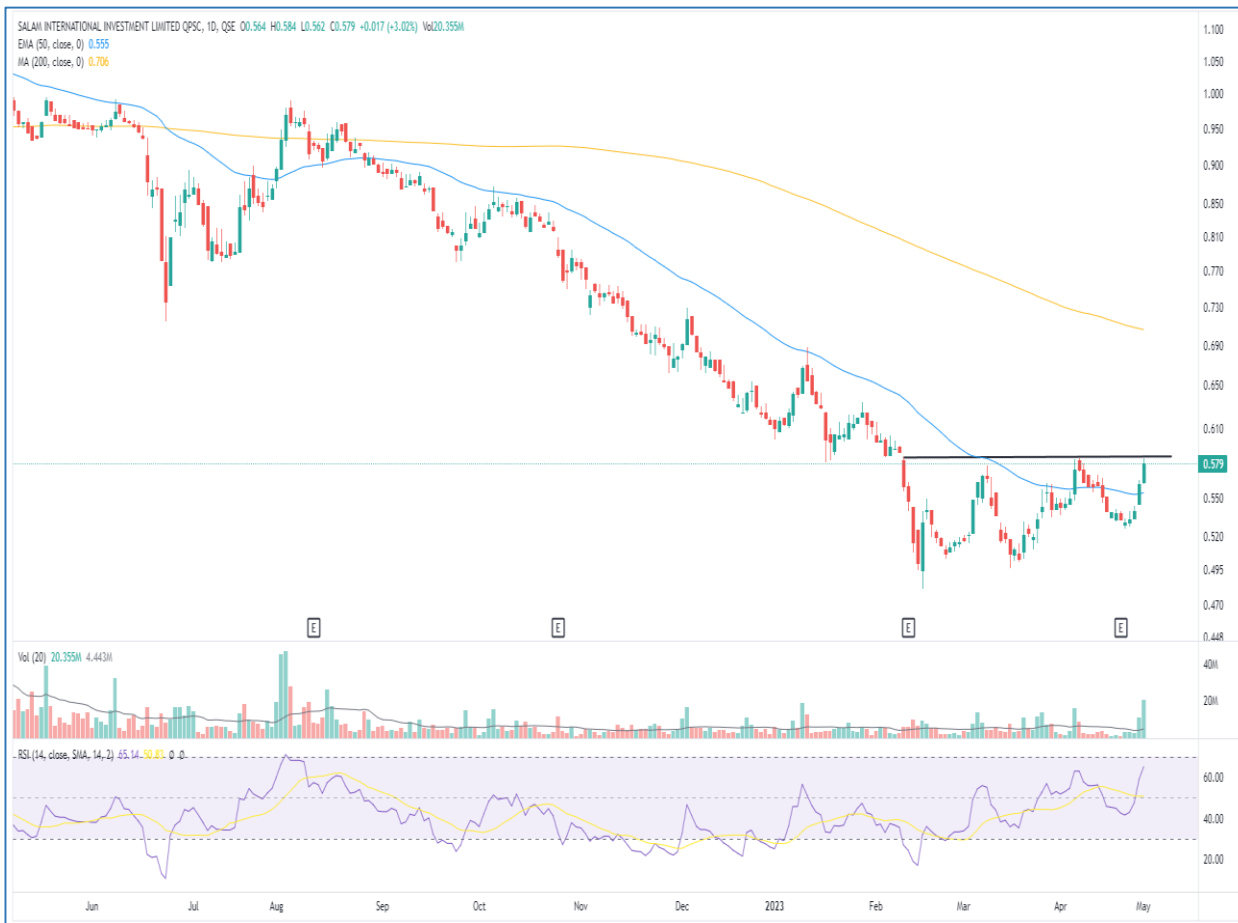 SALAM INTERNATIONAL INVESTMENT LIMITED QPSC, 1D, QSE O0.564 H0.584 L0.562 C0.579 +0.017 (+3.02%) Vol20.355M
EMA (50, close, 0) 0.555
MA (200, close, 0) 0.706
1.100
1.050
1.000
0.950
0.900
0.850
0.810
0.770
0.730
0.690
0.650
0.610
0.579
0.550
0.520
0.495
0.470
0.448
E E E E
Vol (20) 20.355M 4.443M
40M
20M
RSI (14, close, SMA, 14, 2) 65.14 50.83 Ø Ø
60.00
40.00
20.00
Jun Jul Aug Sep Oct Nov Dec 2023 Feb Mar Apr May